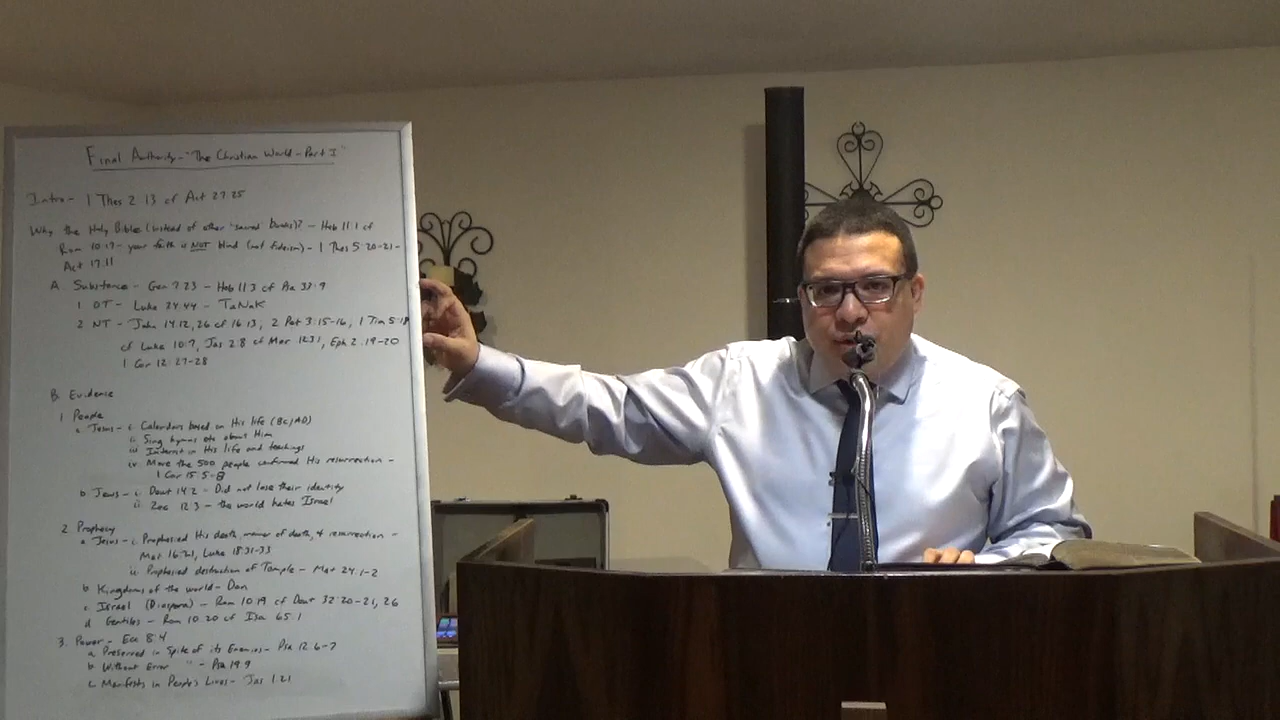 Final Authority - "The Christian World - Part I"
Intro - 1 Thes 2:13 cf Act 27:25
Why the Holy Bible (instead of other "sacred" books)? - Heb 11:1 cf
Rom 10:17 - your faith is NOT blind (not fideism) - 1 Thes 5:20-21 -
Act 17:11
A. Substance - Gen 7:23 - Heb 11:3 cf Psa 33:9
1. OT - Luke 24:44 - TaNaK
2. NT - John 14:12, 26 cf 16:13, 2 Pet 3:15-16, 1 Tim 5:18
cf Luke 10:7, Jas 2:8 cf Mar 12:31, Eph 2:19-20
1 Cor 12:27-28
B. Evidence
1. People
a. Jesus - i. Calendars based on His life (BC/AD)
ii. Sing hymns etc about Him
iii. Interest in His life and teachings
iv. More the 500 people confirmed His resurrection -
1 Cor 15:5-8
b. Jews - i. Deut 14:2 - Did not lose their identity
ii. Zec 12:3 - the world hates Israel
2. Prophecy
a. Jesus - i. Prophesied His death, manner of death, & resurrection -
Mat 16:21, Luke 18:31-33
ii. Prophesied destruction of Temple - Mat 24:1-2
b. Kingdoms of the world - Dan
c. Israel (Diaspora) - Rom 10:19 cf Deut 32:20-21, 26
d. Gentiles - Rom 10:20 cf Isa 65:1
3. Power - Ecc 8:4
a. Preserved in Spite of its Enemies - Psa 12:6-7
b. Without Error " - Psa 19:9
c. Manifests in People's Lives - Jas 1:21